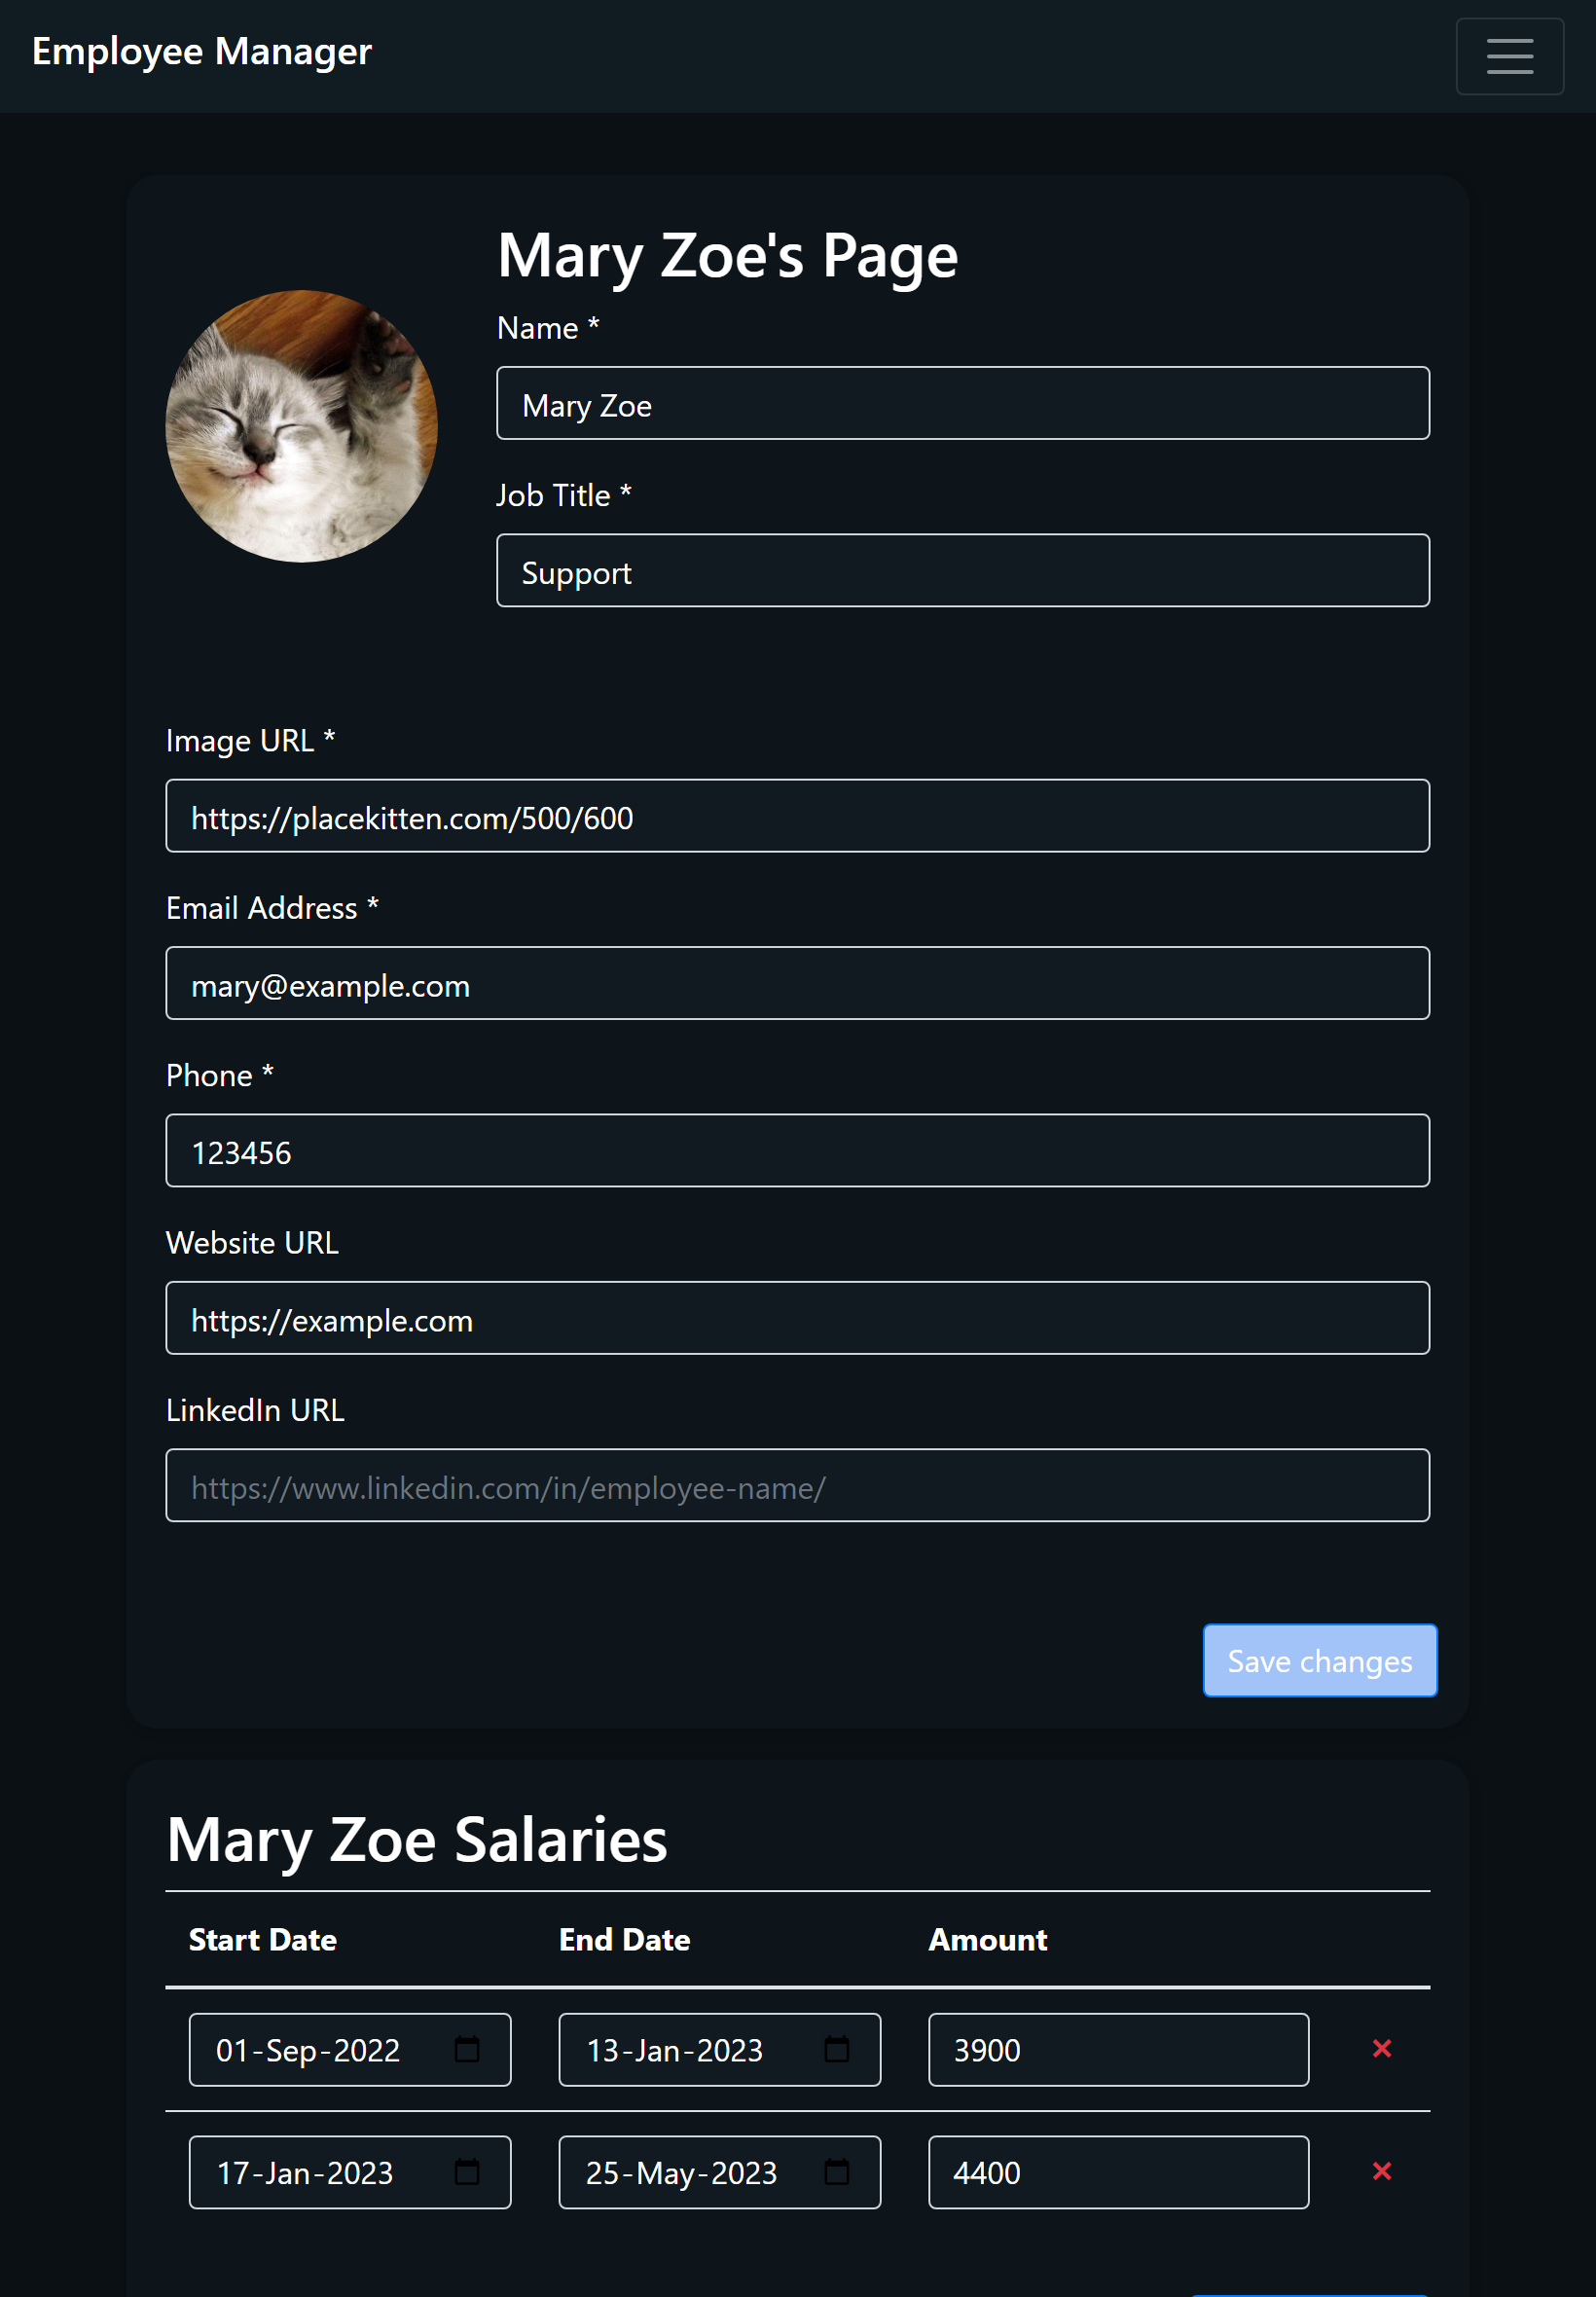 Employee Manager
Mary Zoe's Page
Name *
Mary Zoe
Job Title *
Support
Image URL *
https://placekitten.com/500/600
Email Address *
mary@example.com
Phone *
123456
Website URL
https://example.com
LinkedIn URL
https://www.linkedin.com/in/employee-name/
Save changes
Mary Zoe Salaries
Start Date End Date Amount
01-Sep-2022 13-Jan-2023 3900
17-Jan-2023 25-May-2023 4400